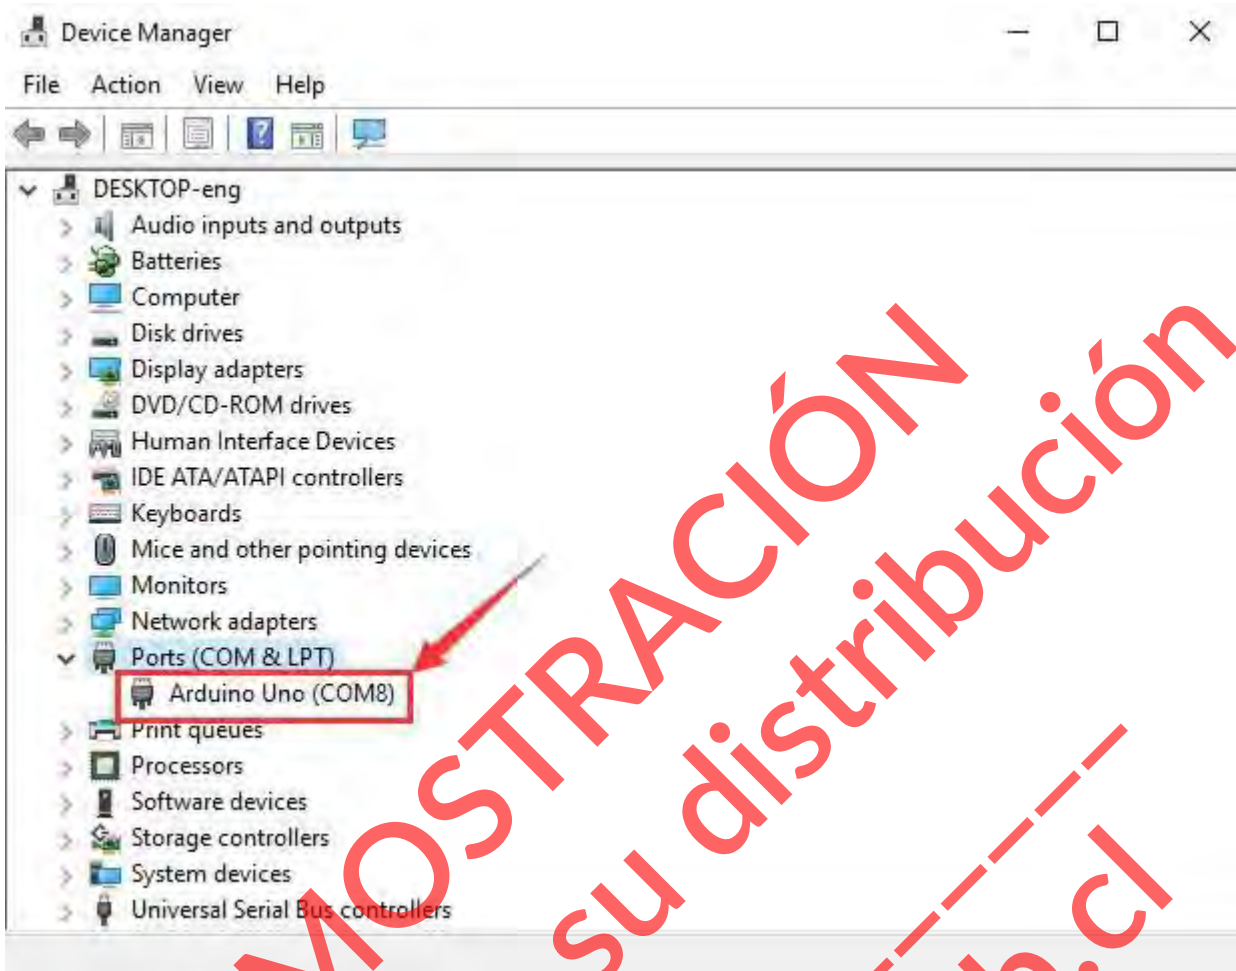 Device Manager
File Action View Help
DESKTOP-eng
Audio inputs and outputs
Batteries
Computer
Disk drives
Display adapters
DVD/CD-ROM drives
Human Interface Devices
IDE ATA/ATAPI controllers
Keyboards
Mice and other pointing devices
Monitors
Network adapters
Ports (COM & LPT)
Arduino Uno (COM8)
Print queues
Processors
Software devices
Storage controllers
System devices
Universal Serial Bus controllers
MOSTRACIÓN
su distribución
.cl